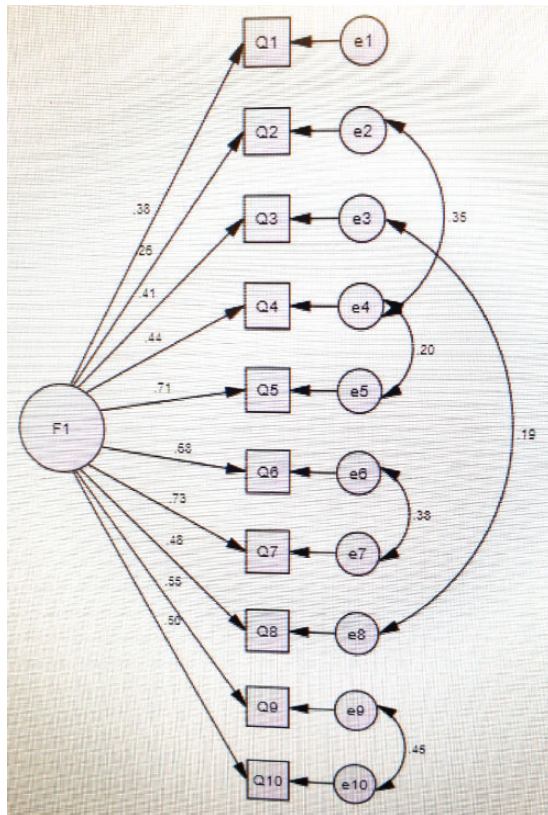 Q1 e1
Q2 e2
.38
.26
Q3 e3
.35
.41
Q4 e4
.44
.20
Q5 e5
.71
F1
.19
.68
Q6 e6
.73
.38
.48
Q7 e7
.55
.50
Q8 e8
Q9 e9
.45
Q10 e10